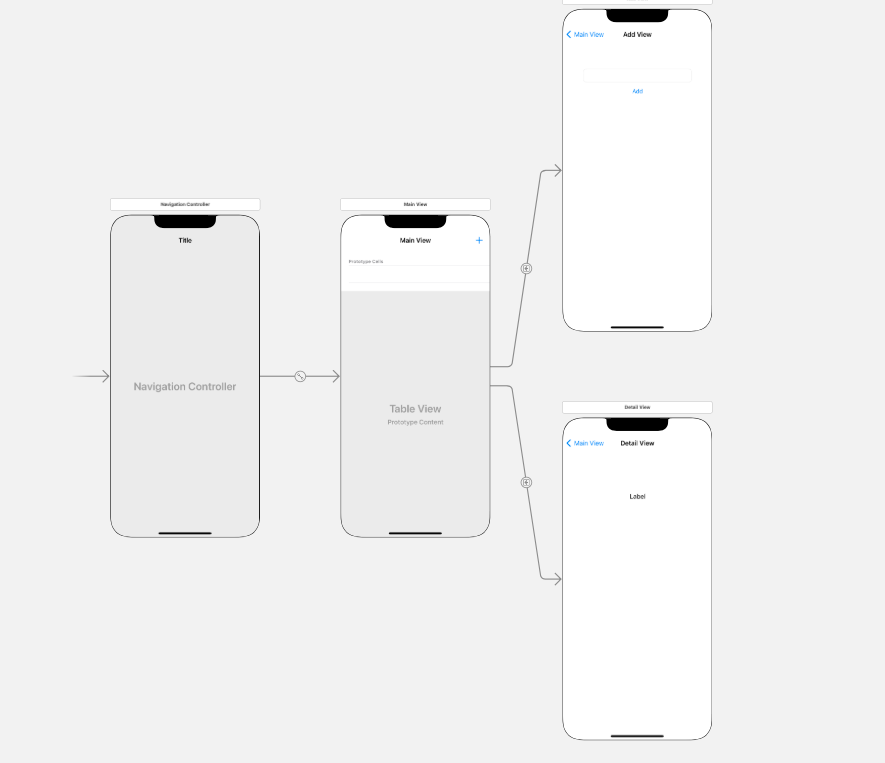 Main View
Add View
Add
Navigation Controller
Title
Navigation Controller
Main View
Main View
Prototype Cells
Table View
Prototype Content
Detail View
Main View
Detail View
Label